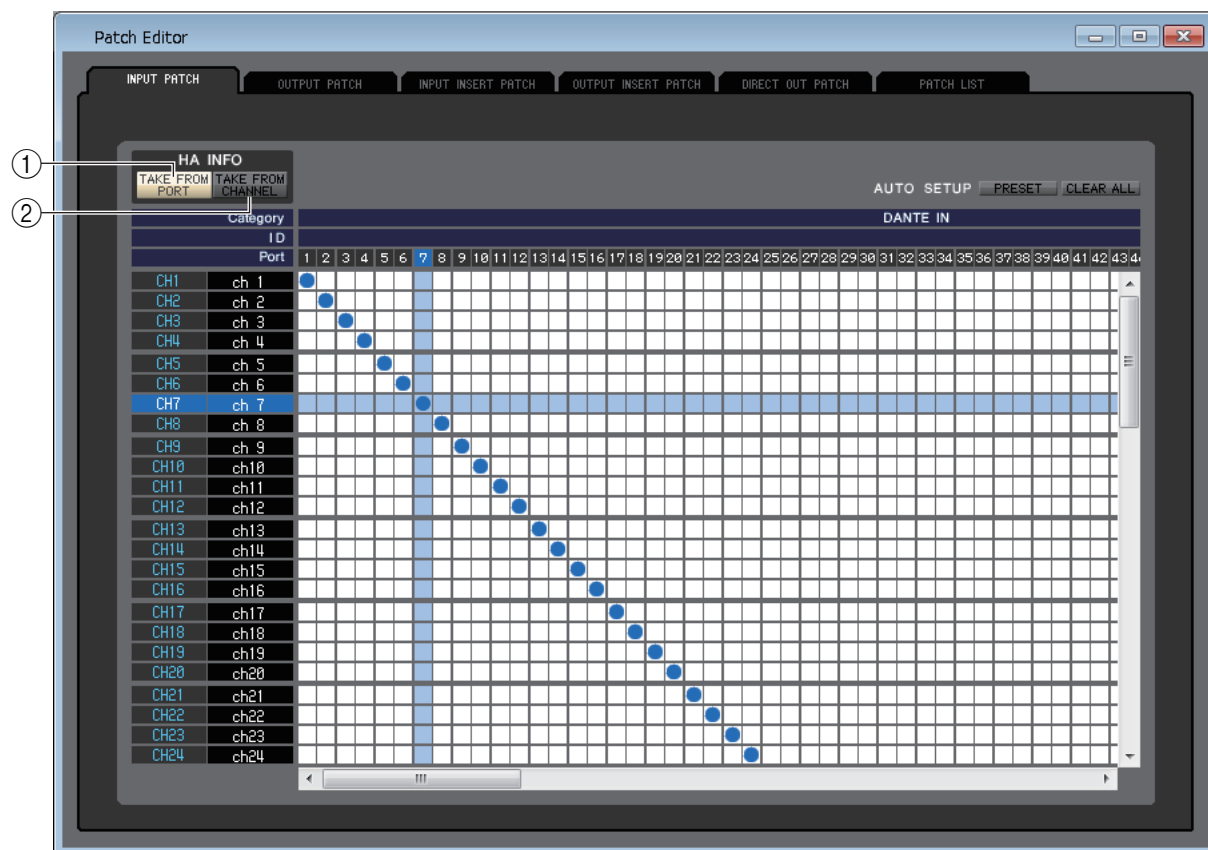 Patch Editor
INPUT PATCH OUTPUT PATCH INPUT INSERT PATCH OUTPUT INSERT PATCH DIRECT OUT PATCH PATCH LIST
① HA INFO
TAKE FROM PORT TAKE FROM CHANNEL
② AUTO SETUP PRESET CLEAR ALL
Category DANTE IN
ID
Port 1 2 3 4 5 6 7 8 9 10 11 12 13 14 15 16 17 18 19 20 21 22 23 24 25 26 27 28 29 30 31 32 33 34 35 36 37 38 39 40 41 42 43
CH1 ch 1
CH2 ch 2
CH3 ch 3
CH4 ch 4
CH5 ch 5
CH6 ch 6
CH7 ch 7
CH8 ch 8
CH9 ch 9
CH10 ch10
CH11 ch11
CH12 ch12
CH13 ch13
CH14 ch14
CH15 ch15
CH16 ch16
CH17 ch17
CH18 ch18
CH19 ch19
CH20 ch20
CH21 ch21
CH22 ch22
CH23 ch23
CH24 ch24